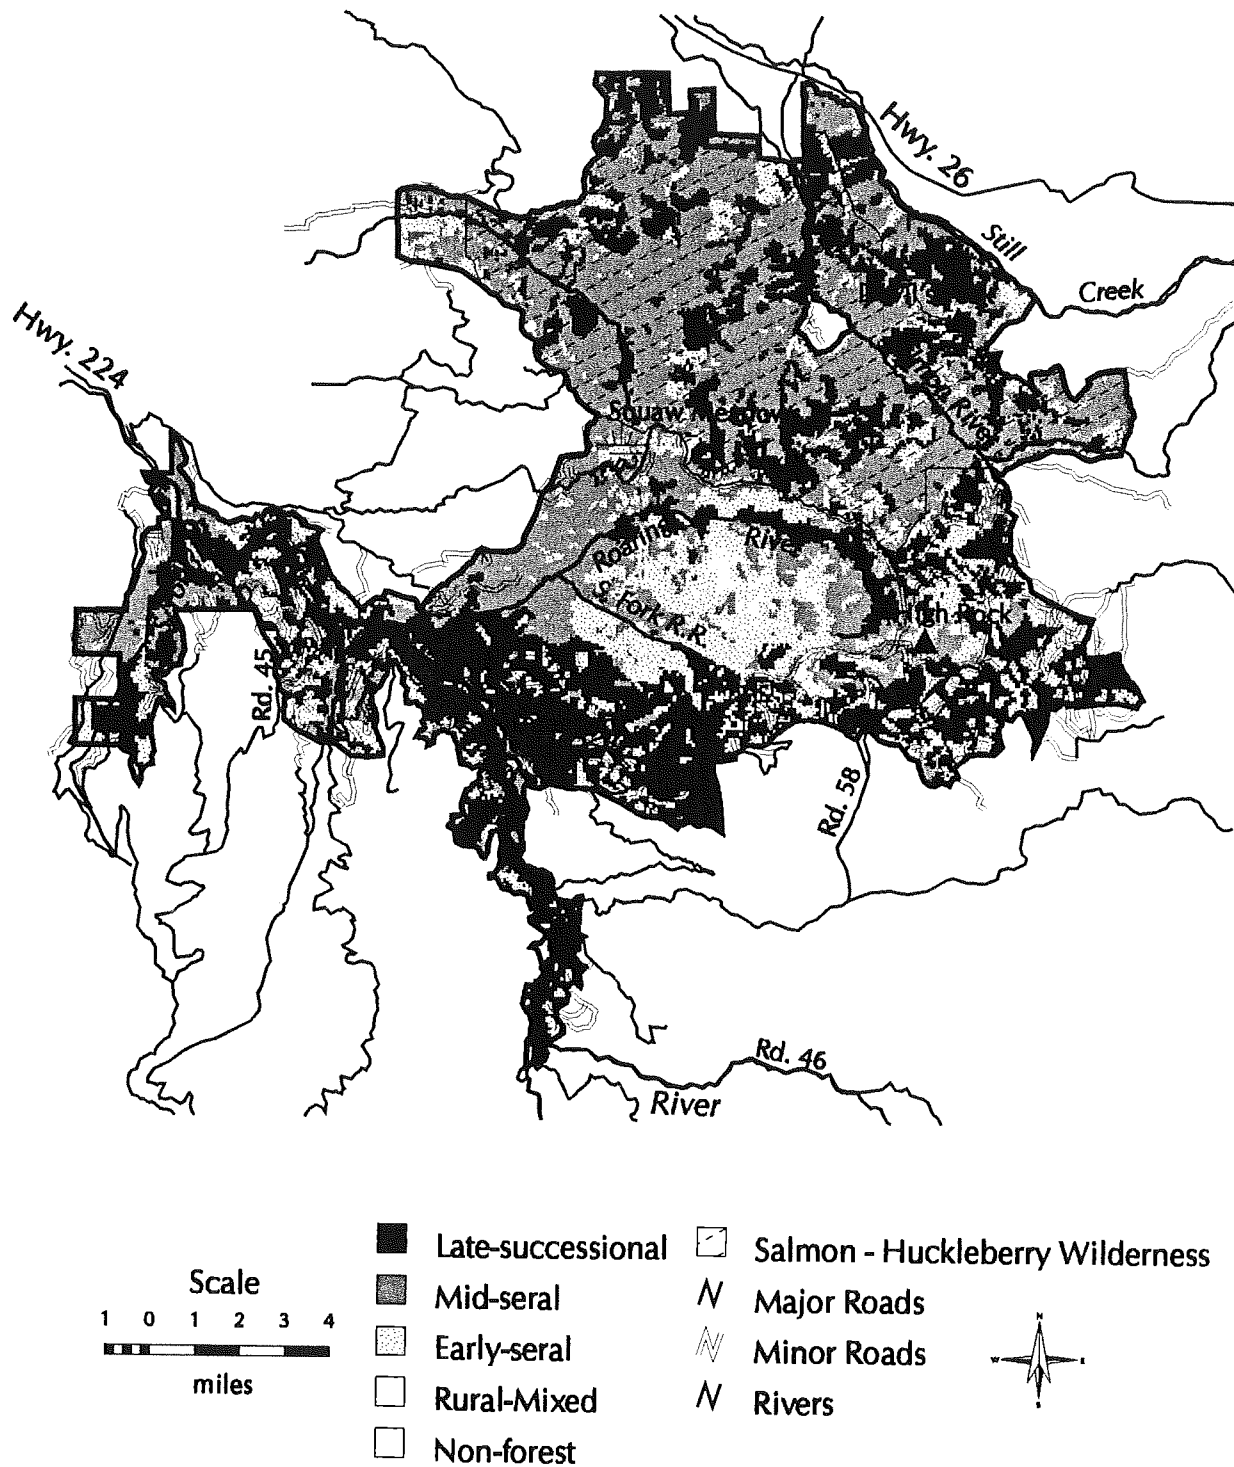 Hwy. 26
Still
Creek
Hwy. 224
River
Squaw Meadow
Roaring
River
S. Fork R. R
High Rock
Rd. 45
Rd. 58
Rd. 46
River
Scale
1 0 1 2 3 4
miles
Late-successional
Mid-seral
Early-seral
Rural-Mixed
Non-forest
Salmon - Huckleberry Wilderness
Major Roads
Minor Roads
Rivers
N
W
E
S